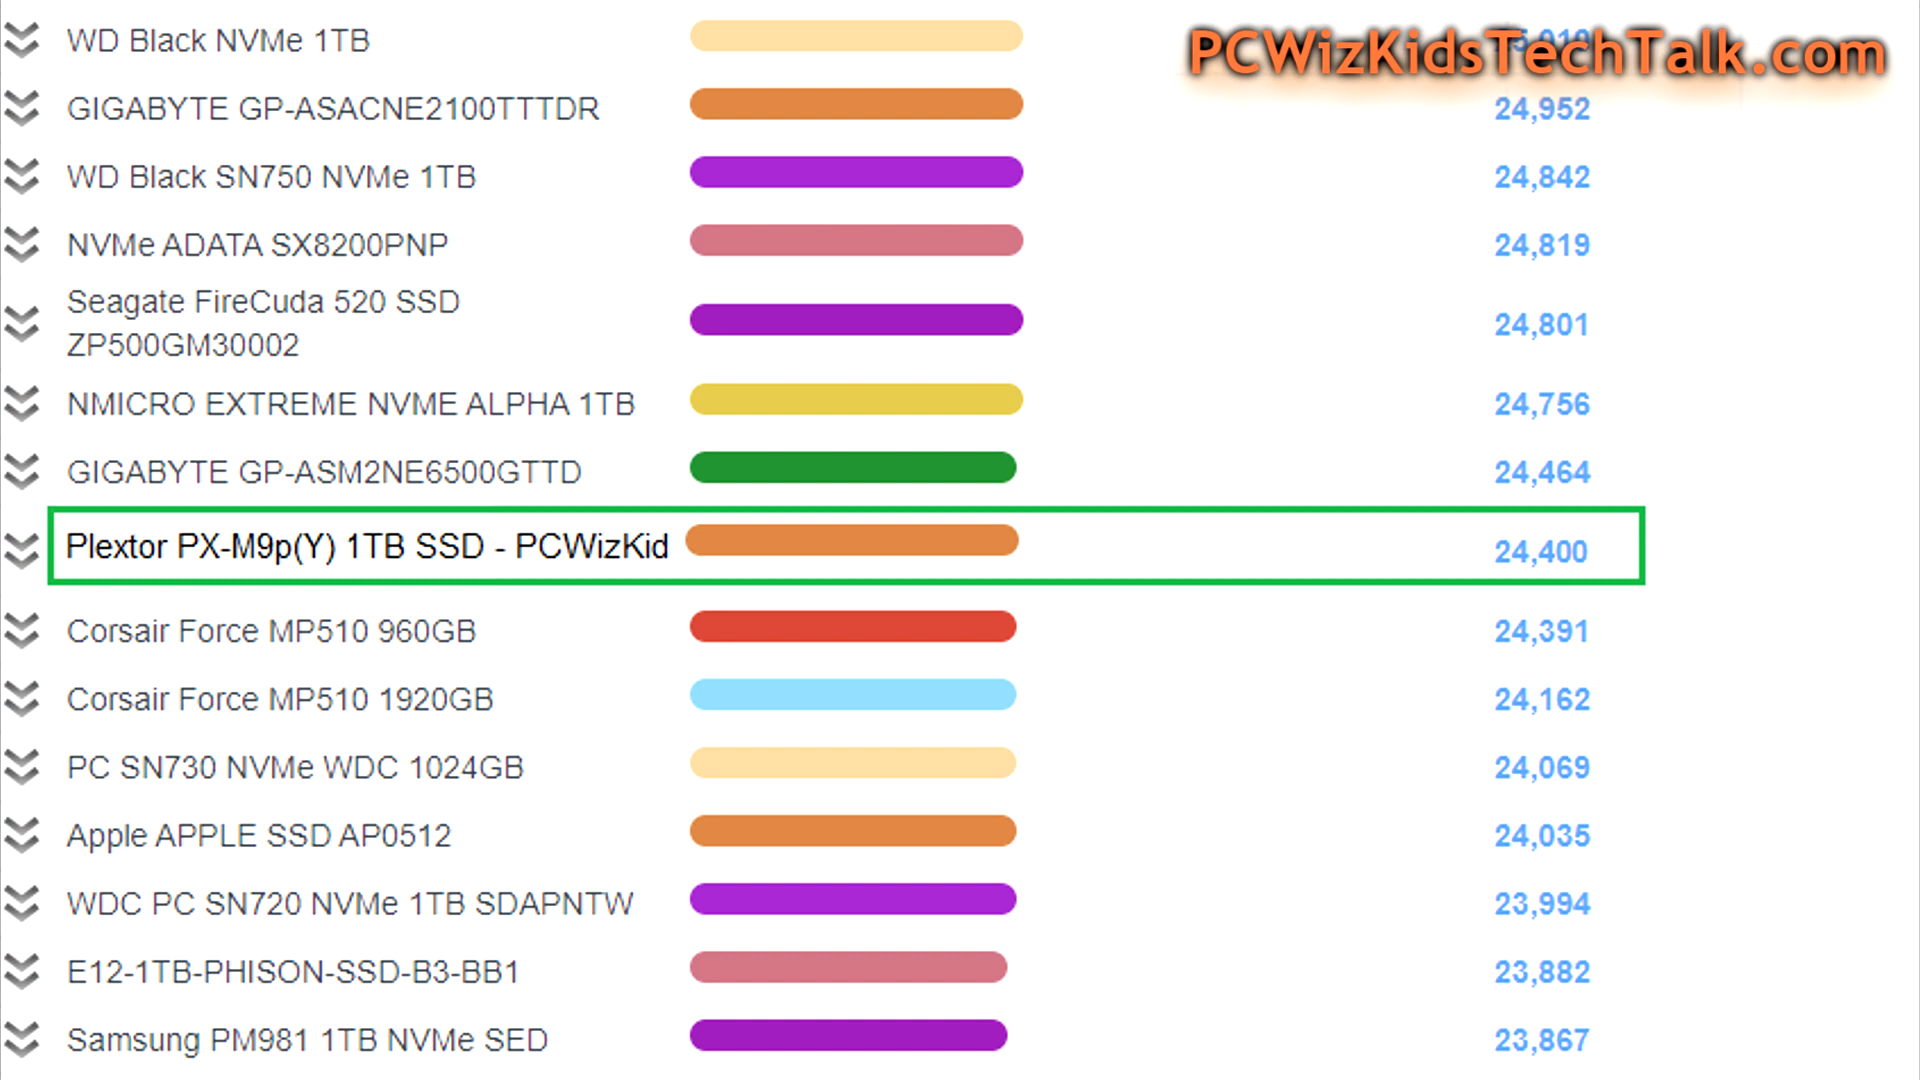 WD Black NVMe 1TB
PCWizKidsTechTalk.com
GIGABYTE GP-ASACNE2100TTTDR 24,952
WD Black SN750 NVMe 1TB 24,842
NVMe ADATA SX8200PNP 24,819
Seagate FireCuda 520 SSD
ZP500GM30002 24,801
NMICRO EXTREME NVME ALPHA 1TB 24,756
GIGABYTE GP-ASM2NE6500GTTD 24,464
Plextor PX-M9p(Y) 1TB SSD - PCWizKid 24,400
Corsair Force MP510 960GB 24,391
Corsair Force MP510 1920GB 24,162
PC SN730 NVMe WDC 1024GB 24,069
Apple APPLE SSD AP0512 24,035
WDC PC SN720 NVMe 1TB SDAPNTW 23,994
E12-1TB-PHISON-SSD-B3-BB1 23,882
Samsung PM981 1TB NVMe SED 23,867